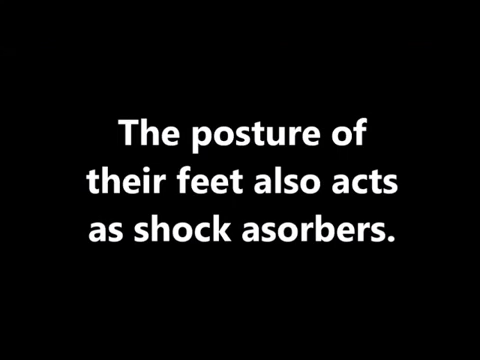 The posture of
their feet also acts
as shock asorbers.